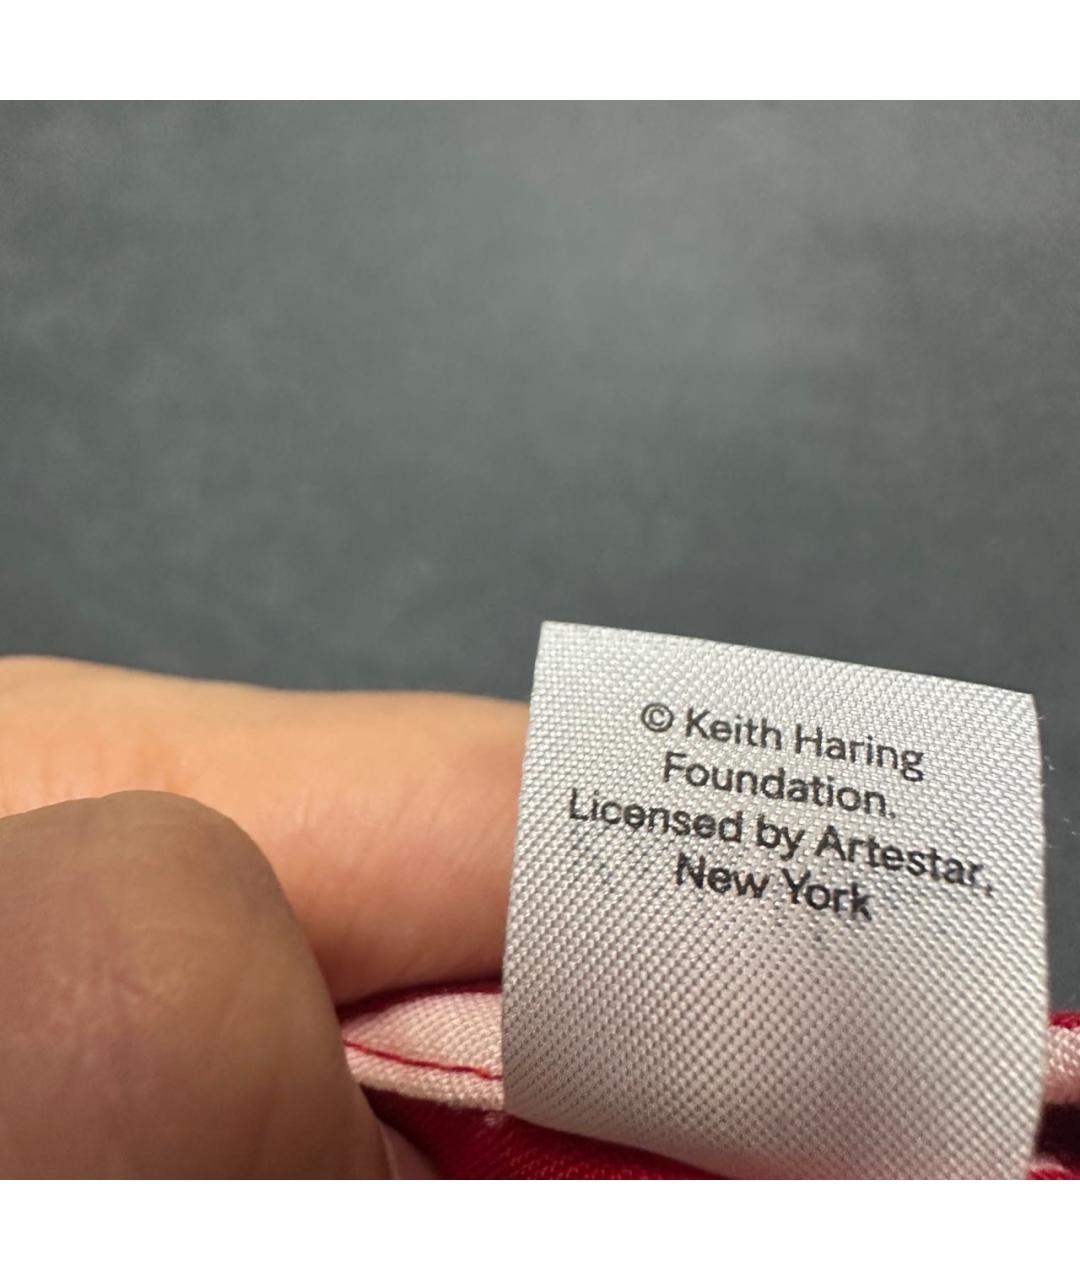 © Keith Haring
Foundation.
Licensed by Artestar,
New York